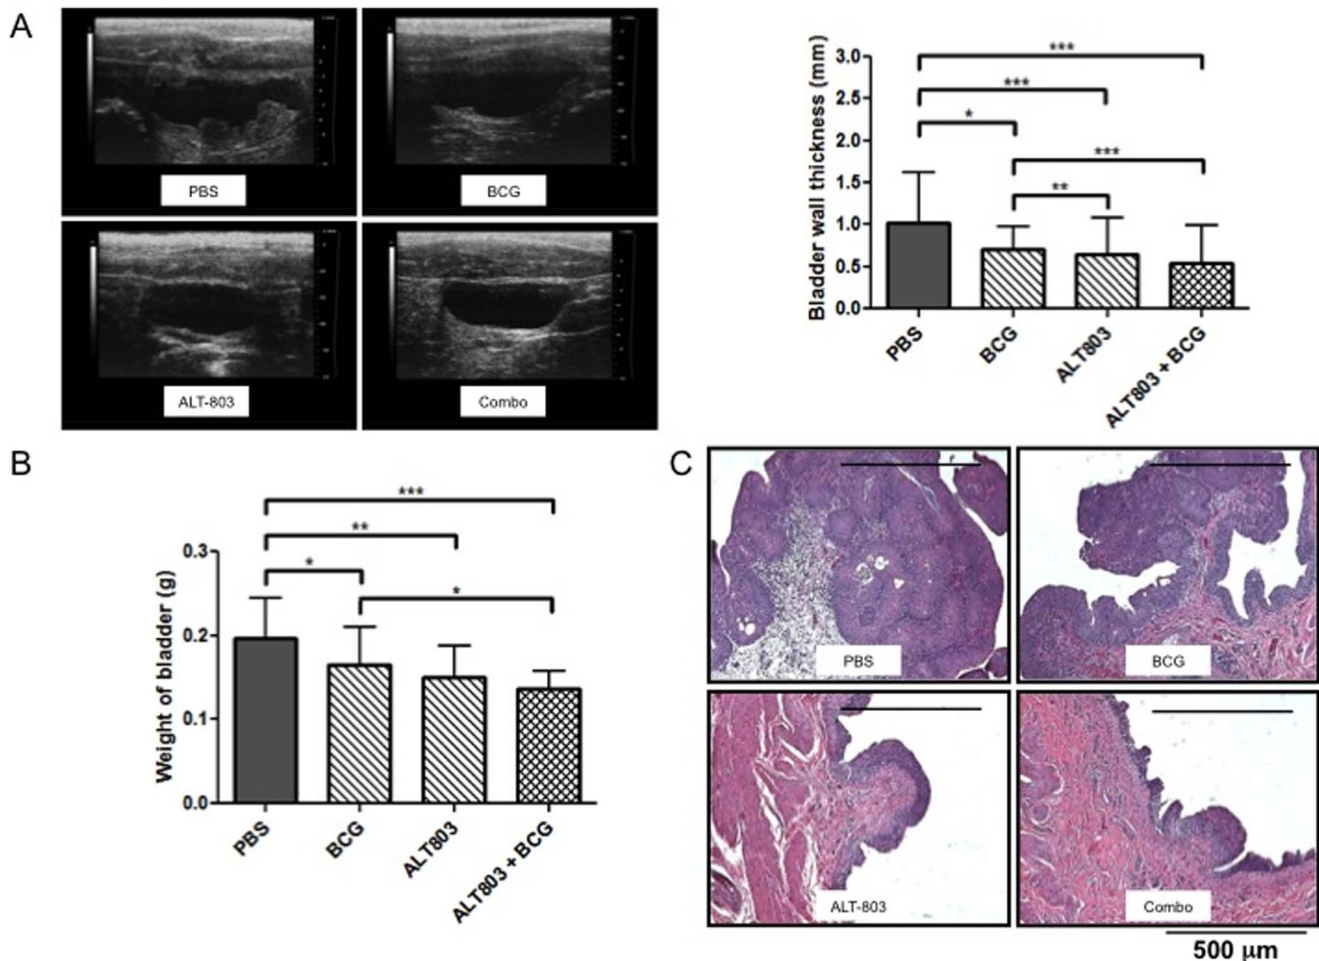 A
PBS
BCG
ALT-803
Combo
Bladder wall thickness (mm)
3.0
2.5
2.0
1.5
1.0
0.5
0.0
***
***
*
***
**
PBS
BCG
ALT803
ALT803 + BCG
B
Weight of bladder (g)
0.3
0.2
0.1
0.0
***
**
*
*
PBS
BCG
ALT803
ALT803 + BCG
C
PBS
BCG
ALT-803
Combo
500 μm